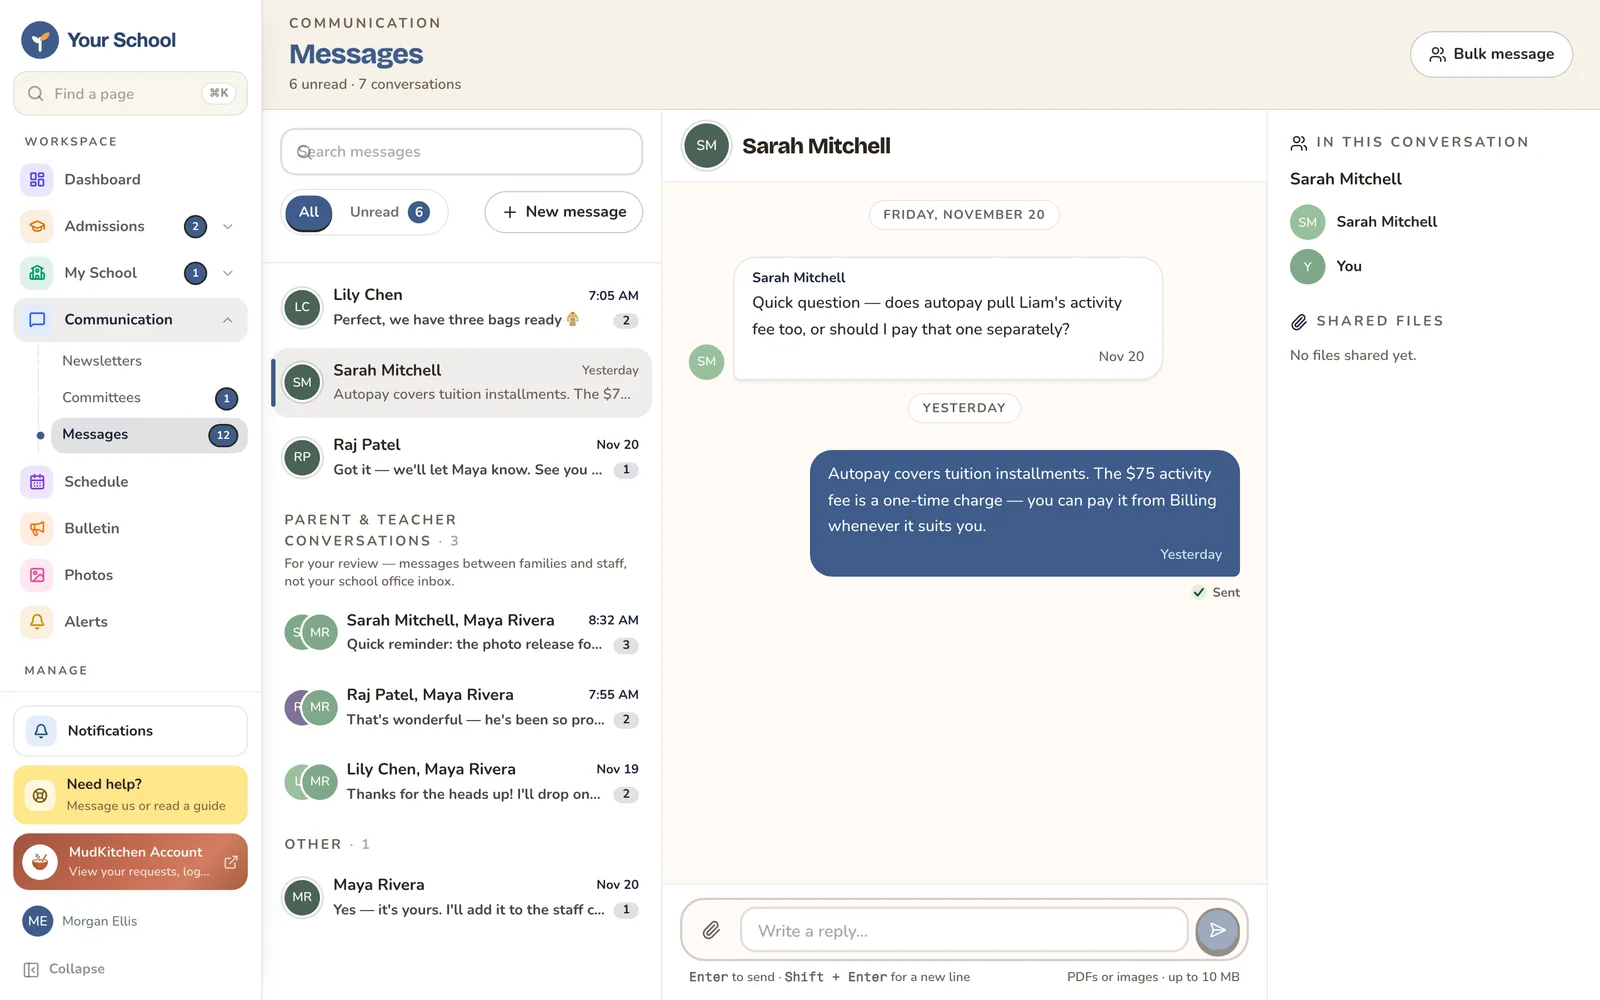 Your School
Find a page
⌘K
WORKSPACE
Dashboard
Admissions
2
My School
1
Communication
Newsletters
Committees
1
Messages
12
Schedule
Bulletin
Photos
Alerts
MANAGE
Notifications
Need help?
Message us or read a guide
MudKitchen Account
View your requests, log...
ME
Morgan Ellis
Collapse
COMMUNICATION
Messages
6 unread · 7 conversations
Bulk message
Search messages
All
Unread 6
+ New message
LC
Lily Chen
7:05 AM
Perfect, we have three bags ready 🧥
2
SM
Sarah Mitchell
Yesterday
Autopay covers tuition installments. The $7...
RP
Raj Patel
Nov 20
Got it — we'll let Maya know. See you ...
1
PARENT & TEACHER
CONVERSATIONS · 3
For your review — messages between families and staff,
not your school office inbox.
S MR
Sarah Mitchell, Maya Rivera
8:32 AM
Quick reminder: the photo release fo...
3
R MR
Raj Patel, Maya Rivera
7:55 AM
That's wonderful — he's been so pro...
2
L MR
Lily Chen, Maya Rivera
Nov 19
Thanks for the heads up! I'll drop on...
2
OTHER · 1
MR
Maya Rivera
Nov 20
Yes — it's yours. I'll add it to the staff c...
1
SM
Sarah Mitchell
FRIDAY, NOVEMBER 20
Sarah Mitchell
Quick question — does autopay pull Liam's activity
fee too, or should I pay that one separately?
Nov 20
SM
YESTERDAY
Autopay covers tuition installments. The $75 activity
fee is a one-time charge — you can pay it from Billing
whenever it suits you.
Yesterday
Sent
Write a reply...
Enter to send · Shift + Enter for a new line
PDFs or images · up to 10 MB
IN THIS CONVERSATION
Sarah Mitchell
SM
Sarah Mitchell
Y
You
SHARED FILES
No files shared yet.